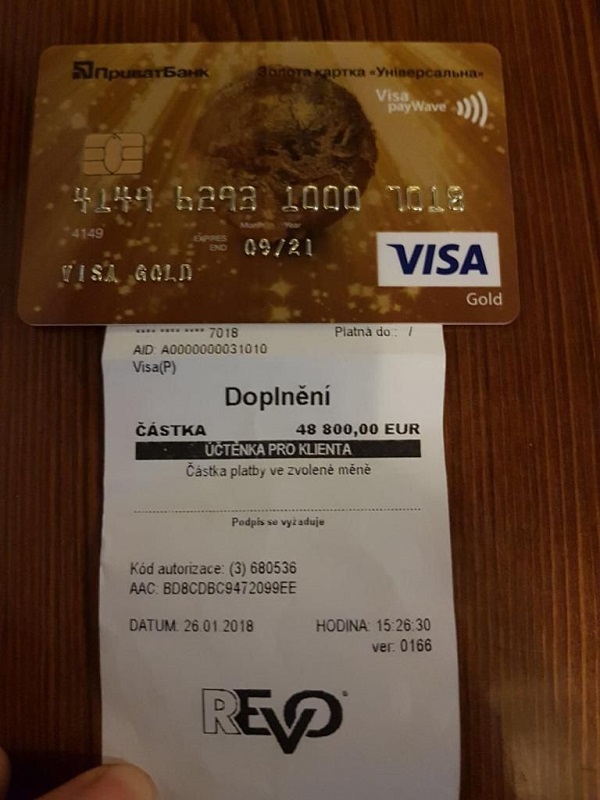 ПриватБанк
Золота картка «Універсальна»
Visa
payWave
4149 6293 1000 7018
4149
Month Year
EXPIRES
END
09/21
VISA GOLD
VISA
Gold
**** **** **** 7018 Platná do: /
AID: A0000000031010
Visa(P)
Doplnění
ČÁSTKA 48 800,00 EUR
ÚČTENKA PRO KLIENTA
Částka platby ve zvolené měně
Podpis se vyžaduje
Kód autorizace: (3) 680536
AAC: BD8CDBC9472099EE
DATUM: 26.01.2018 HODINA: 15:26:30
ver: 0166
REVO